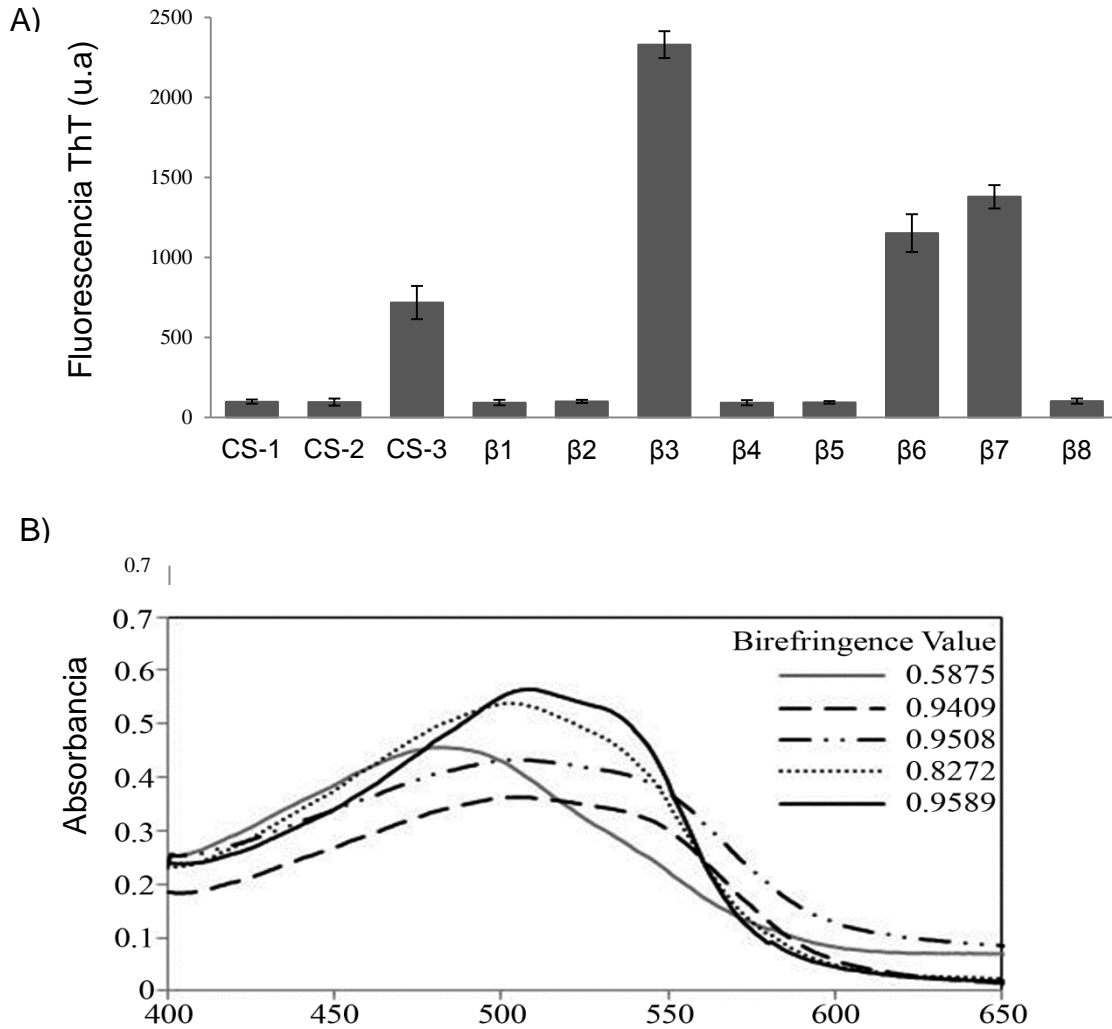 A)
Fluorescencia ThT (u.a)
2500
2000
1500
1000
500
0
CS-1 CS-2 CS-3 β1 β2 β3 β4 β5 β6 β7 β8
B)
0.7
Absorbancia
0.7
0.6
0.5
0.4
0.3
0.2
0.1
0
Birefringence Value
0.5875
0.9409
0.9508
0.8272
0.9589
400 450 500 550 600 650